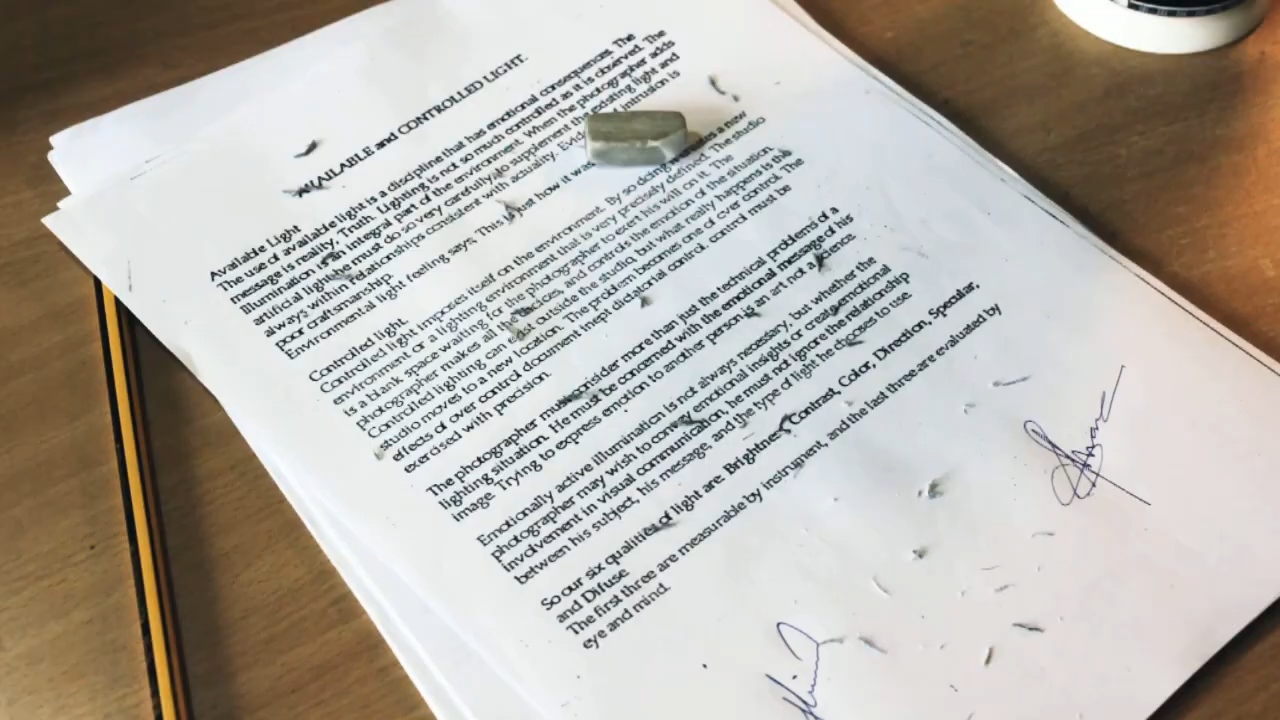 AVAILABLE and CONTROLLED LIGHT.
Available Light
The use of available light is a discipline that has emotional consequences. The
message is reality. Truth. Lighting is not so much controlled as it is observed. The
Illumination is an integral part of the environment. When the photographer adds
artificial light he must do so very carefully to supplement the existing light and
always within relationships consistent with actuality. Evidence of intrusion is
poor craftsmanship.
Environmental light feeling says, This is just how it was.
Controlled light
Controlled light imposes itself on the environment. By so doing creates a new
environment or a lighting environment that is very precisely defined. The studio
is a blank space waiting for the photographer to exert his will on it. The
photographer makes all the choices, and controls the emotion of the situation.
Controlled lighting can exist outside the studio, but what really happens is the
studio moves to a new location. The problem becomes one of over control. The
effects of over control document inept dictatorial control, control must be
exercised with precision.
The photographer must consider more than just the technical problems of a
lighting situation. He must be concerned with the emotional message of his
image. Trying to express emotion to another person is an art not a science.
Emotionally active illumination is not always necessary, but whether the
photographer may wish to convey emotional insights or create emotional
involvement in visual communication, he must not ignore the relationship
between his subject, his message, and the type of light he chooses to use.
So our six qualities of light are. Brightness, Contrast, Color, Direction, Specular,
and Difuse
The first three are measurable by instrument, and the last three are evaluated by
eye and mind.